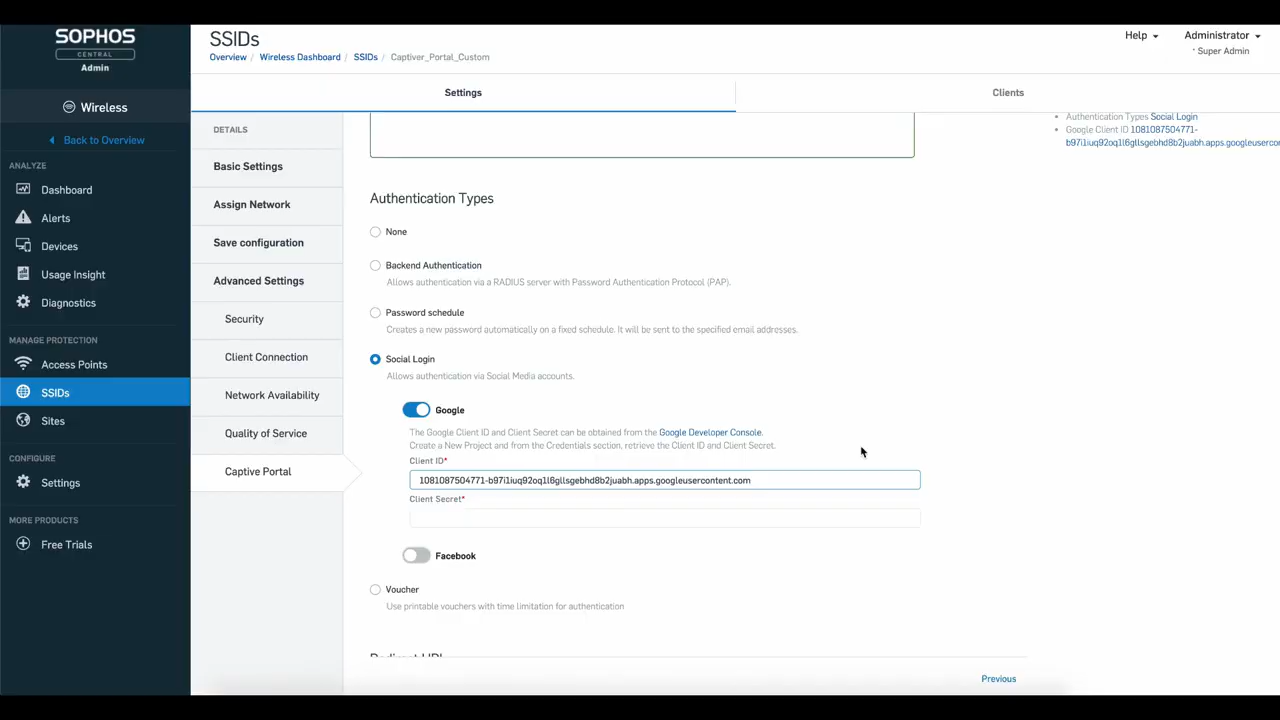 SOPHOS
CENTRAL
Admin
Wireless
Back to Overview
ANALYZE
Dashboard
Alerts
Devices
Usage Insight
Diagnostics
MANAGE PROTECTION
Access Points
SSIDs
Sites
CONFIGURE
Settings
MORE PRODUCTS
Free Trials
SSIDs
Overview / Wireless Dashboard / SSIDs / Captiver_Portal_Custom
Help
Administrator
· Super Admin
Settings
Clients
DETAILS
Basic Settings
Assign Network
Save configuration
Advanced Settings
Security
Client Connection
Network Availability
Quality of Service
Captive Portal
Authentication Types
None
Backend Authentication
Allows authentication via a RADIUS server with Password Authentication Protocol (PAP).
Password schedule
Creates a new password automatically on a fixed schedule. It will be sent to the specified email addresses.
Social Login
Allows authentication via Social Media accounts.
Google
The Google Client ID and Client Secret can be obtained from the Google Developer Console.
Create a New Project and from the Credentials section, retrieve the Client ID and Client Secret.
Client ID*
1081087504771-b97i1iuq92oq1l6gllsgebhd8b2juabh.apps.googleusercontent.com
Client Secret*
Facebook
Voucher
Use printable vouchers with time limitation for authentication
Redirect URL
Previous
• Authentication Types Social Login
• Google Client ID 1081087504771-
b97i1iuq92oq1l6gllsgebhd8b2juabh.apps.googleuserco